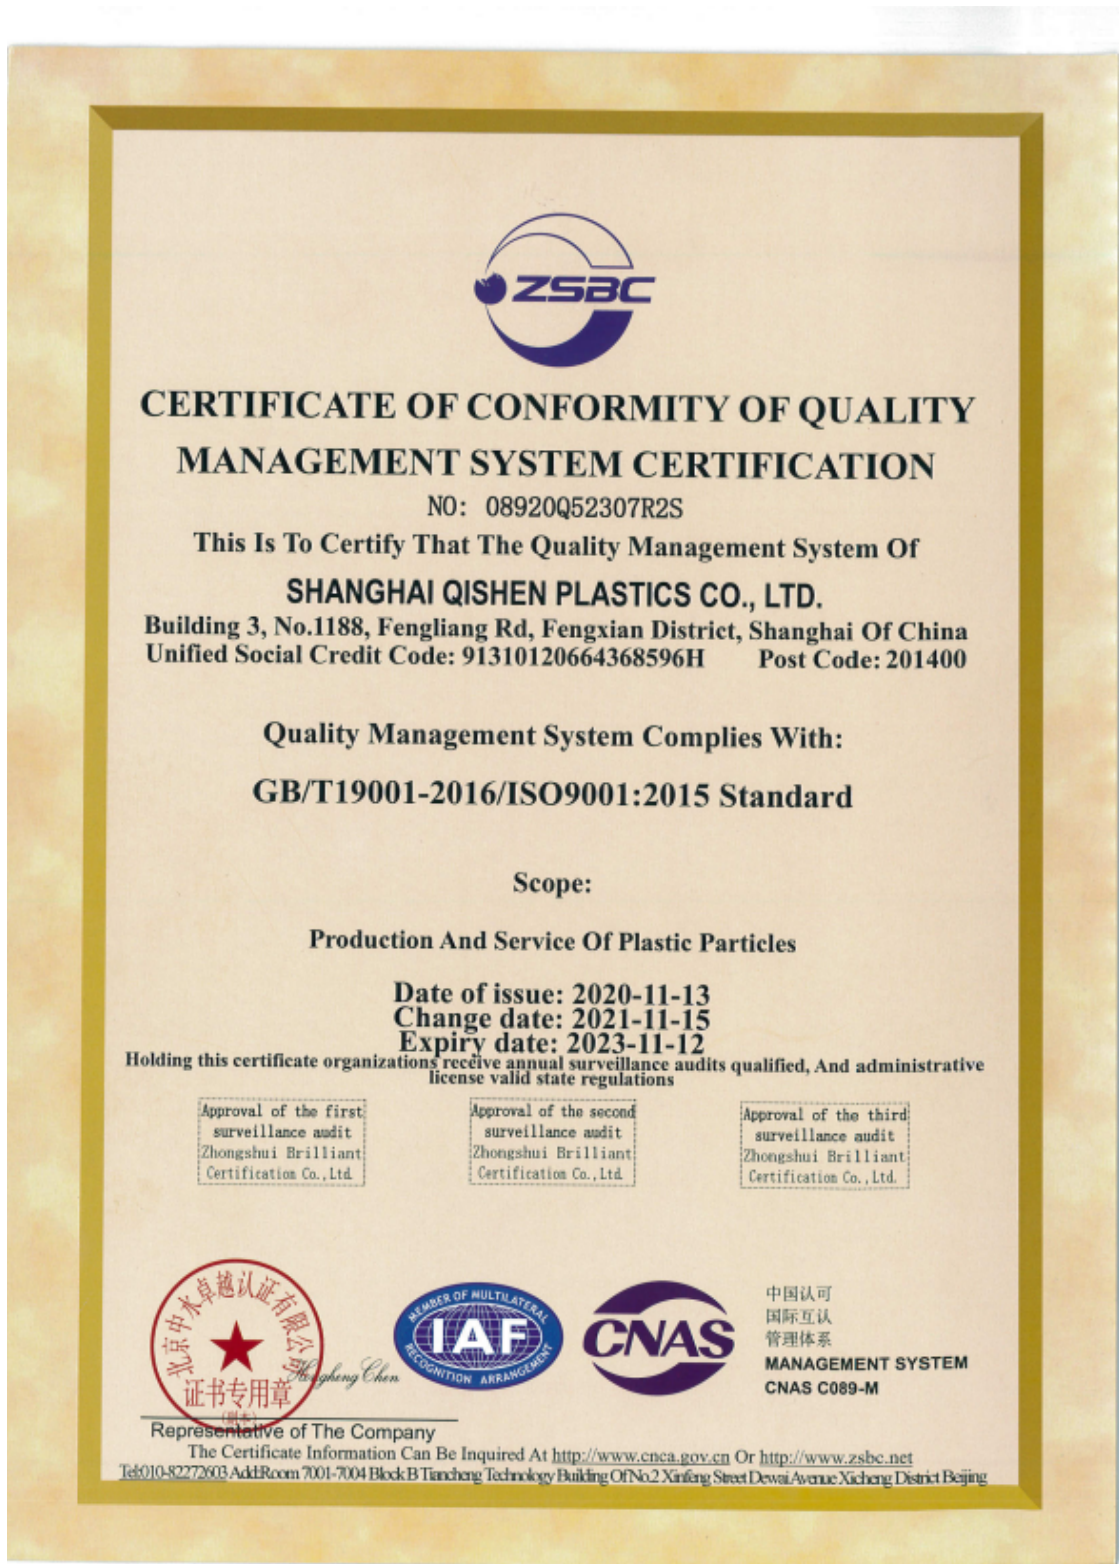 ZSBC
CERTIFICATE OF CONFORMITY OF QUALITY
MANAGEMENT SYSTEM CERTIFICATION
NO: 08920Q52307R2S
This Is To Certify That The Quality Management System Of
SHANGHAI QISHEN PLASTICS CO., LTD.
Building 3, No.1188, Fengliang Rd, Fengxian District, Shanghai Of China
Unified Social Credit Code: 91310120664368596H Post Code: 201400
Quality Management System Complies With:
GB/T19001-2016/ISO9001:2015 Standard
Scope:
Production And Service Of Plastic Particles
Date of issue: 2020-11-13
Change date: 2021-11-15
Expiry date: 2023-11-12
Holding this certificate organizations receive annual surveillance audits qualified, And administrative
license valid state regulations
Approval of the first
surveillance audit
Zhongshui Brilliant
Certification Co., Ltd.
Approval of the second
surveillance audit
Zhongshui Brilliant
Certification Co., Ltd.
Approval of the third
surveillance audit
Zhongshui Brilliant
Certification Co., Ltd.
北京中水卓越认证有限公司
证书专用章
(副本)
Hongheng Chen
MEMBER OF MULTILATERAL
IAF
RECOGNITION ARRANGEMENT
CNAS
中国认可
国际互认
管理体系
MANAGEMENT SYSTEM
CNAS C089-M
Representative of The Company
The Certificate Information Can Be Inquired At http://www.cnca.gov.cn Or http://www.zsbc.net
Tel:010-82272603 Add:Room 7001-7004 Block B Tiancheng Technology Building Of No.2 Xinfeng Street Dewai Avenue Xicheng District Beijing